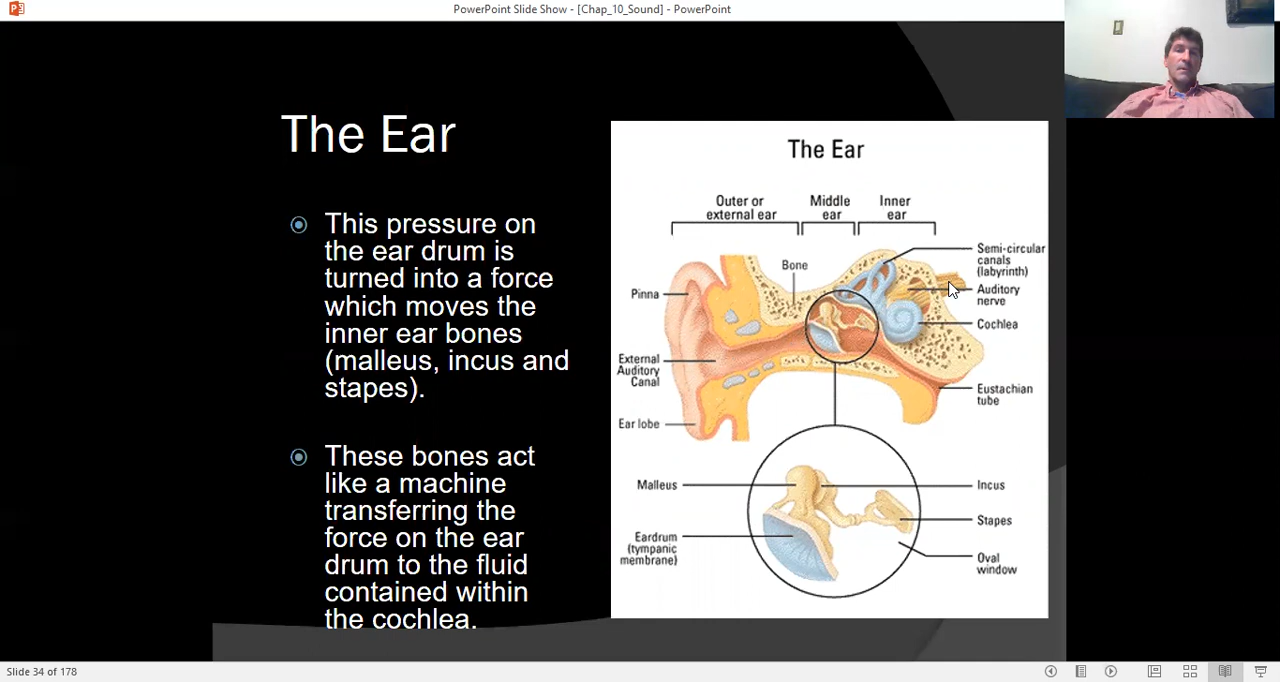 PowerPoint Slide Show - [Chap_10_Sound] - PowerPoint
The Ear
This pressure on
the ear drum is
turned into a force
which moves the
inner ear bones
(malleus, incus and
stapes).
These bones act
like a machine
transferring the
force on the ear
drum to the fluid
contained within
the cochlea.
The Ear
Outer or
external ear
Middle
ear
Inner
ear
Bone
Pinna
External
Auditory
Canal
Ear lobe
Semi-circular
canals
(labyrinth)
Auditory
nerve
Cochlea
Eustachian
tube
Malleus
Eardrum
(tympanic
membrane)
Incus
Stapes
Oval
window
Slide 34 of 178